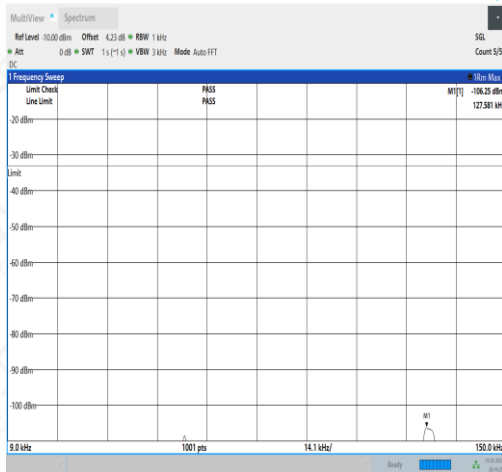 MultiView Spectrum
Ref Level -10.00 dBm Offset 4.23 dB RBW 1 kHz SGL
Att 0 dB SWT 1 s (~1 s) VBW 3 kHz Mode Auto FFT Count 5/5
DC
1 Frequency Sweep 1Rm Max
Limit Check PASS M1[1] -106.25 dBm
Line Limit PASS 127.581 kHz
-20 dBm
-30 dBm
Limit
-40 dBm
-50 dBm
-60 dBm
-70 dBm
-80 dBm
-90 dBm
-100 dBm
M1
9.0 kHz 1001 pts 14.1 kHz/ 150.0 kHz
Ready